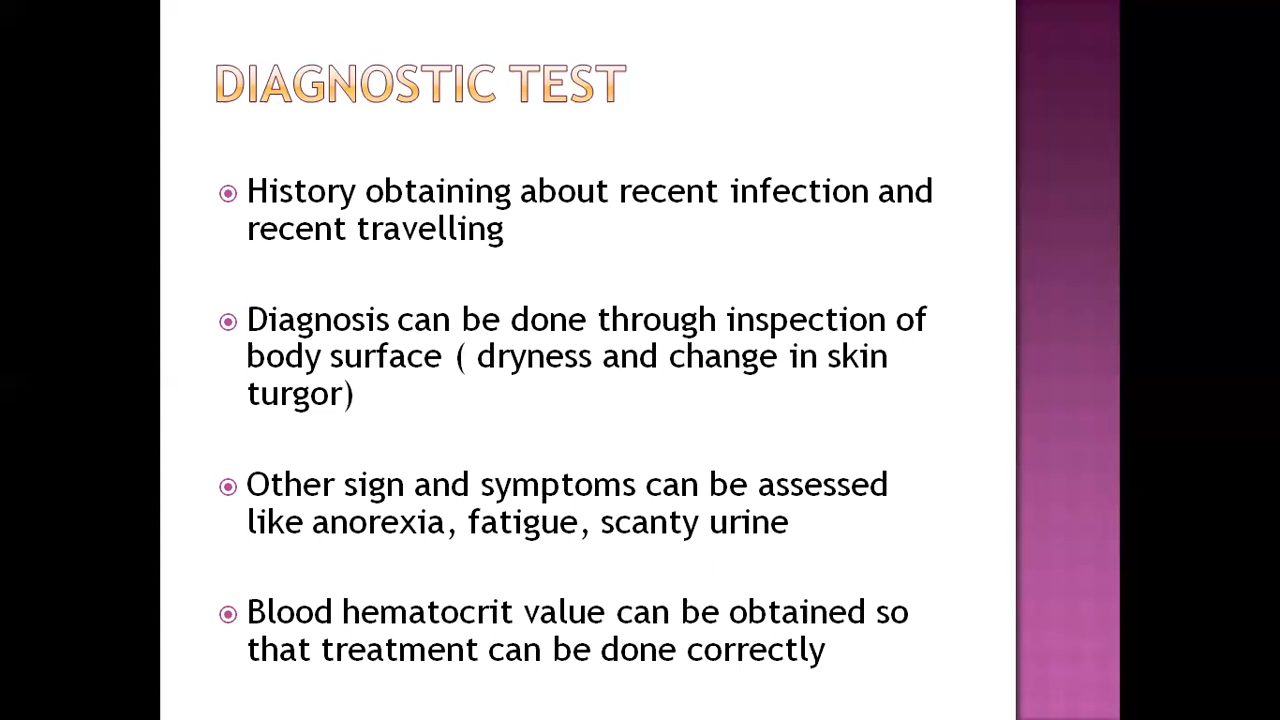 DIAGNOSTIC TEST
History obtaining about recent infection and
recent travelling
Diagnosis can be done through inspection of
body surface ( dryness and change in skin
turgor)
Other sign and symptoms can be assessed
like anorexia, fatigue, scanty urine
Blood hematocrit value can be obtained so
that treatment can be done correctly